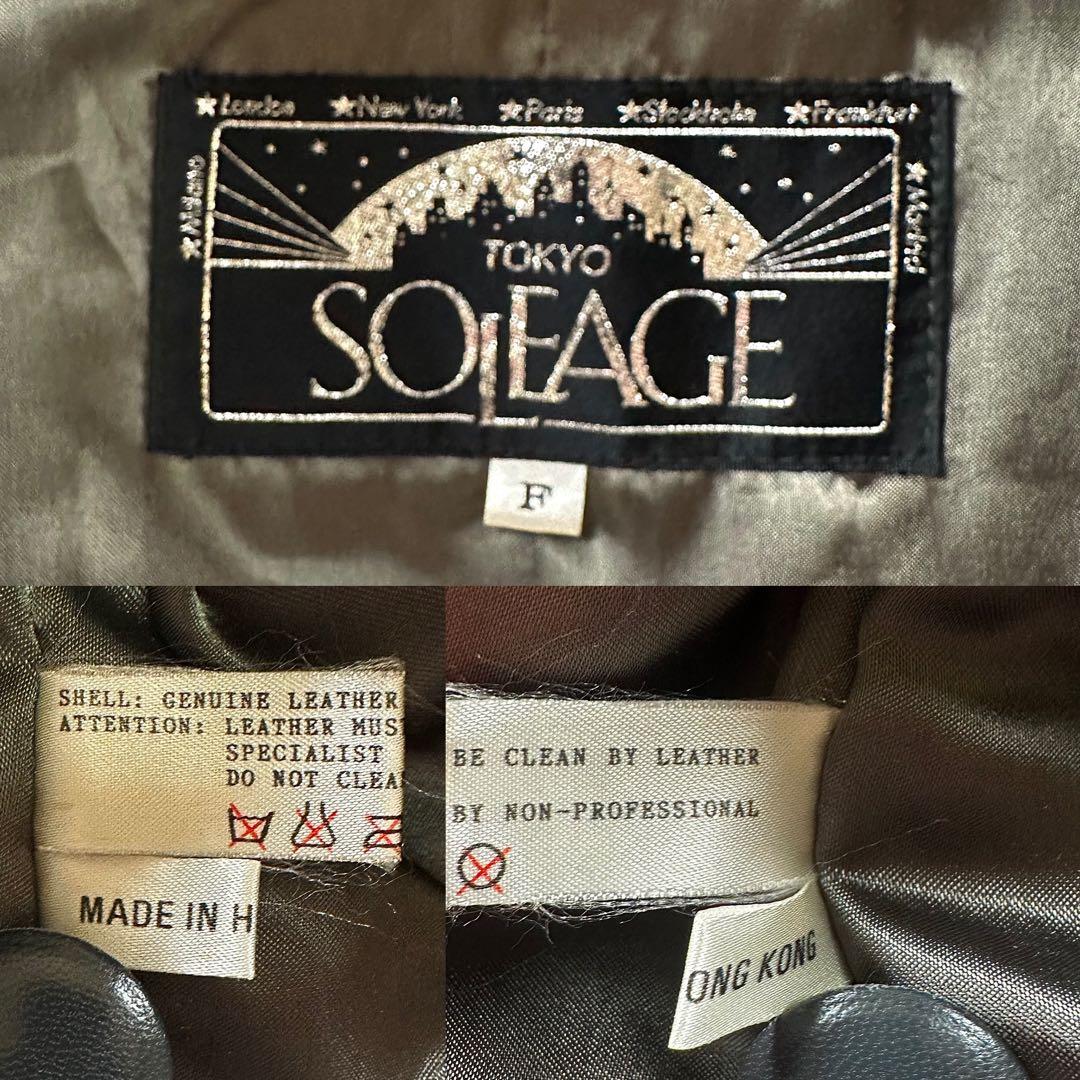 ★London ★New York ★Paris ★Stockholm ★Frankfurt
★Milano
★Madrid
TOKYO
SOLEAGE
F
SHELL: GENUINE LEATHER
ATTENTION: LEATHER MUS
SPECIALIST
DO NOT CLEA
MADE IN H
BE CLEAN BY LEATHER
BY NON-PROFESSIONAL
ONG KONG